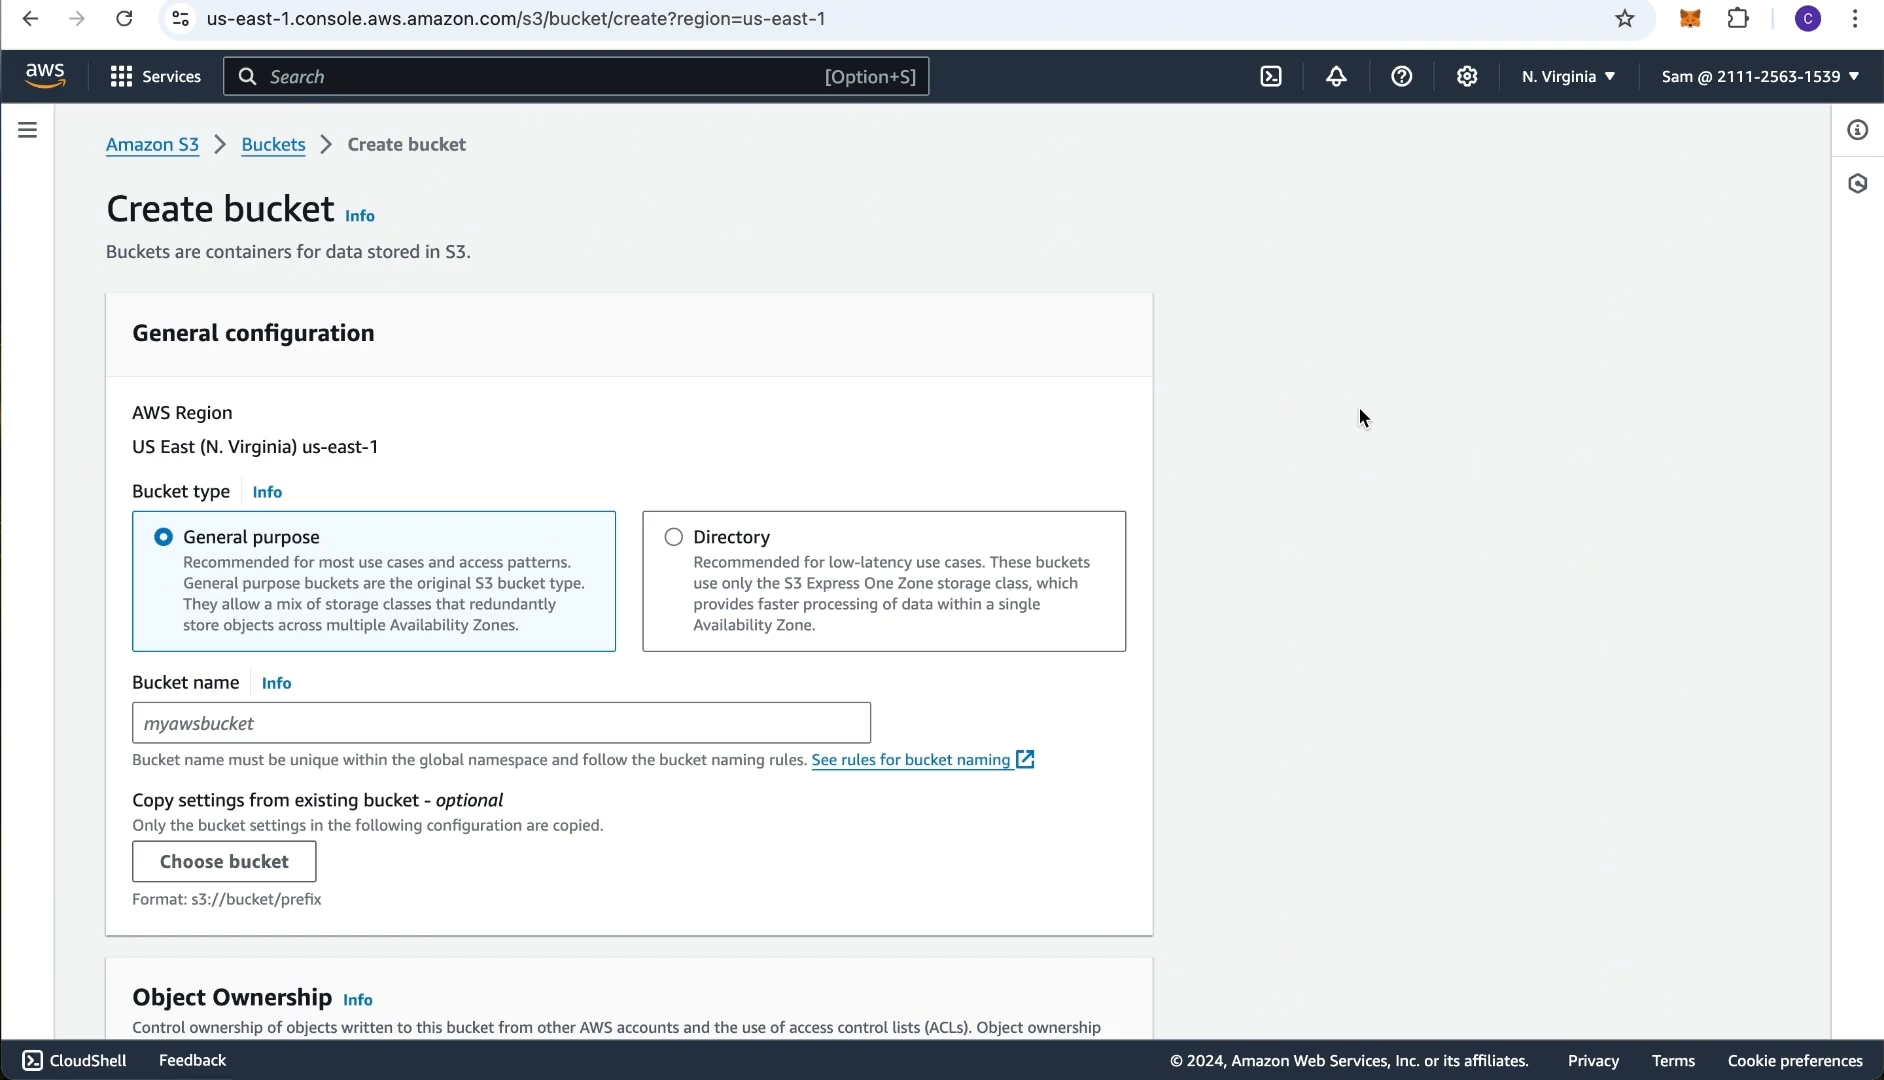 us-east-1.console.aws.amazon.com/s3/bucket/create?region=us-east-1
C
aws
Services
Search
[Option+S]
N. Virginia
Sam @ 2111-2563-1539
Amazon S3
Buckets
Create bucket
Create bucket Info
Buckets are containers for data stored in S3.
General configuration
AWS Region
US East (N. Virginia) us-east-1
Bucket type Info
General purpose
Recommended for most use cases and access patterns.
General purpose buckets are the original S3 bucket type.
They allow a mix of storage classes that redundantly
store objects across multiple Availability Zones.
Directory
Recommended for low-latency use cases. These buckets
use only the S3 Express One Zone storage class, which
provides faster processing of data within a single
Availability Zone.
Bucket name Info
myawsbucket
Bucket name must be unique within the global namespace and follow the bucket naming rules. See rules for bucket naming
Copy settings from existing bucket - optional
Only the bucket settings in the following configuration are copied.
Choose bucket
Format: s3://bucket/prefix
Object Ownership Info
Control ownership of objects written to this bucket from other AWS accounts and the use of access control lists (ACLs). Object ownership
CloudShell
Feedback
© 2024, Amazon Web Services, Inc. or its affiliates.
Privacy
Terms
Cookie preferences